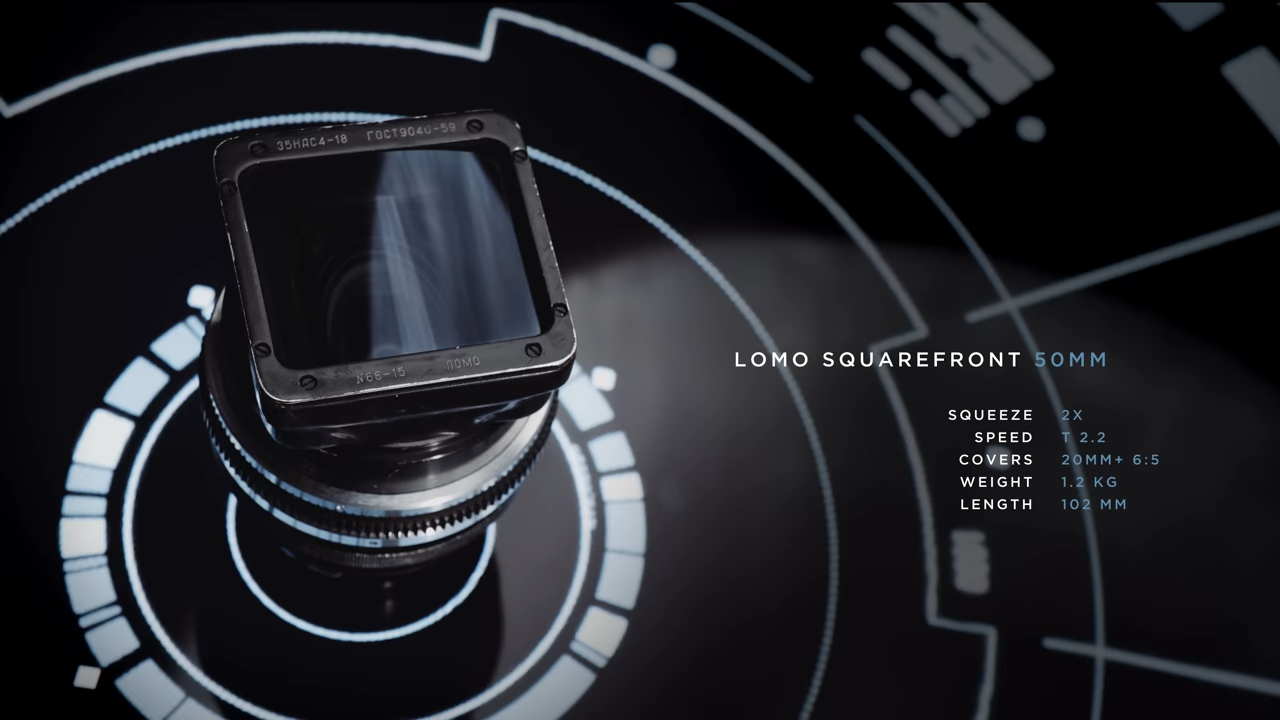 35НАС4-18 ГОСТ9040-59
N66-15 ЛОМО
LOMO SQUAREFRONT 50MM
SQUEEZE 2X
SPEED T 2.2
COVERS 20MM+ 6:5
WEIGHT 1.2 KG
LENGTH 102 MM